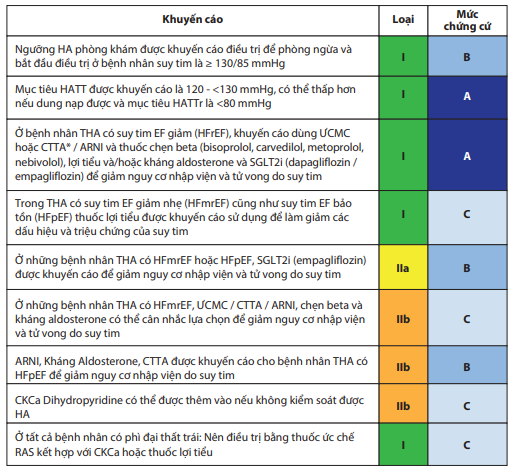 Khuyến cáo
Loại
Mức
chứng cứ
Ngưỡng HA phòng khám được khuyến cáo điều trị để phòng ngừa và
bắt đầu điều trị ở bệnh nhân suy tim là ≥ 130/85 mmHg
I
B
Mục tiêu HATT được khuyến cáo là 120 - <130 mmHg, có thể thấp hơn
nếu dung nạp được và mục tiêu HATTr là <80 mmHg
I
A
Ở bệnh nhân THA có suy tim EF giảm (HFrEF), khuyến cáo dùng ƯCMC
hoặc CTTA* / ARNI và thuốc chẹn beta (bisoprolol, carvedilol, metoprolol,
nebivolol), lợi tiểu và/hoặc kháng aldosterone và SGLT2i (dapagliflozin /
empagliflozin) để giảm nguy cơ nhập viện và tử vong do suy tim
I
A
Trong THA có suy tim EF giảm nhẹ (HFmrEF) cũng như suy tim EF bảo
tồn (HFpEF) thuốc lợi tiểu được khuyến cáo sử dụng để làm giảm các
dấu hiệu và triệu chứng của suy tim
I
C
Ở những bệnh nhân THA có HFmrEF hoặc HFpEF, SGLT2i (empagliflozin)
được khuyến cáo để giảm nguy cơ nhập viện và tử vong do suy tim
IIa
B
Ở những bệnh nhân THA có HFmrEF, ƯCMC / CTTA / ARNI, chẹn beta và
kháng aldosterone có thể cân nhắc lựa chọn để giảm nguy cơ nhập viện
và tử vong do suy tim
IIb
C
ARNI, Kháng Aldosterone, CTTA được khuyến cáo cho bệnh nhân THA có
HFpEF để giảm nguy cơ nhập viện do suy tim
IIb
B
CKCa Dihydropyridine có thể được thêm vào nếu không kiểm soát được
HA
IIb
C
Ở tất cả bệnh nhân có phì đại thất trái: Nên điều trị bằng thuốc ức chế
RAS kết hợp với CKCa hoặc thuốc lợi tiểu
I
C